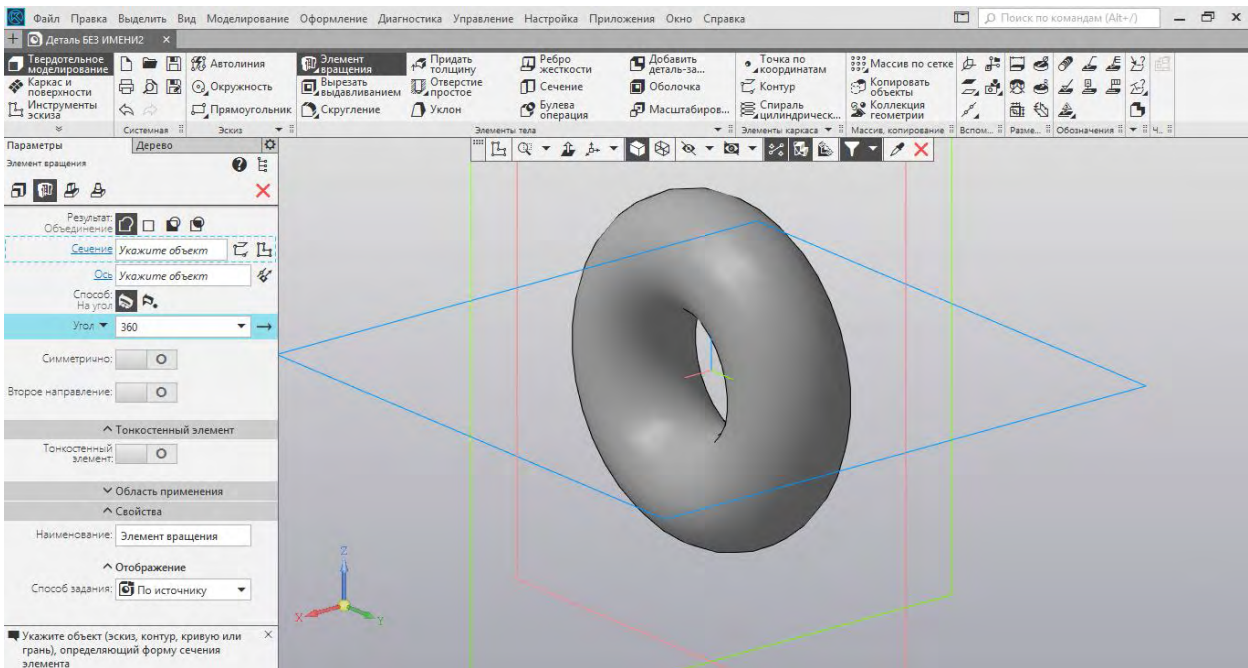 Файл Правка Выделить Вид Моделирование Оформление Диагностика Управление Настройка Приложения Окно Справка
Поиск по командам (Alt+/)
Деталь БЕЗ ИМЕНИ2
Твердотельное моделирование
Каркас и поверхности
Инструменты эскиза
Системная
Автолиния
Окружность
Прямоугольник
Эскиз
Элемент вращения
Вырезать выдавливанием
Скругление
Придать толщину
Отверстие простое
Уклон
Ребро жесткости
Сечение
Булева операция
Добавить деталь-за...
Оболочка
Масштабиров...
Элементы тела
Точка по координатам
Контур
Спираль цилиндрическ...
Элементы каркаса
Массив по сетке
Копировать объекты
Коллекция геометрии
Массив, копирование
Вспом...
Разме...
Обозначения
Ч...
Параметры
Дерево
Элемент вращения
Результат:
Объединение
Сечение Укажите объект
Ось Укажите объект
Способ:
На угол
Угол 360
Симметрично:
Второе направление:
Тонкостенный элемент
Тонкостенный
элемент:
Область применения
Свойства
Наименование: Элемент вращения
Отображение
Способ задания: По источнику
Укажите объект (эскиз, контур, кривую или
грань), определяющий форму сечения
элемента
Z
X
Y